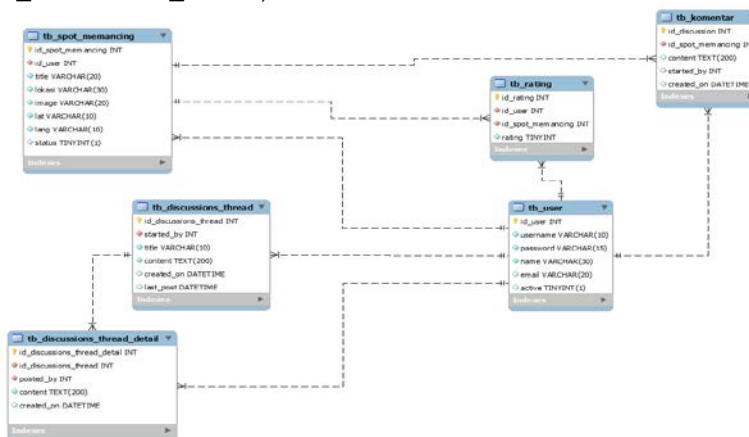 tb_spot_memancing
id_spot_memancing INT
id_user INT
title VARCHAR(20)
lokasi VARCHAR(30)
image VARCHAR(20)
lat VARCHAR(10)
lang VARCHAR(10)
status TINYINT(1)
Indexes
tb_komentar
id_discussion INT
id_spot_memancing
content TEXT(200)
started_by INT
created_on DATETIME
Indexes
tb_rating
id_rating INT
id_user INT
id_spot_memancing INT
rating TINYINT
Indexes
tb_discussions_thread
id_discussions_thread INT
started_by INT
title VARCHAR(10)
content TEXT(200)
created_on DATETIME
last_post DATETIME
Indexes
tb_user
id_user INT
username VARCHAR(10)
password VARCHAR(15)
name VARCHAR(30)
email VARCHAR(20)
active TINYINT(1)
Indexes
tb_discussions_thread_detail
id_discussions_thread_detail INT
id_discussions_thread INT
posted_by INT
content TEXT(200)
created_on DATETIME
Indexes